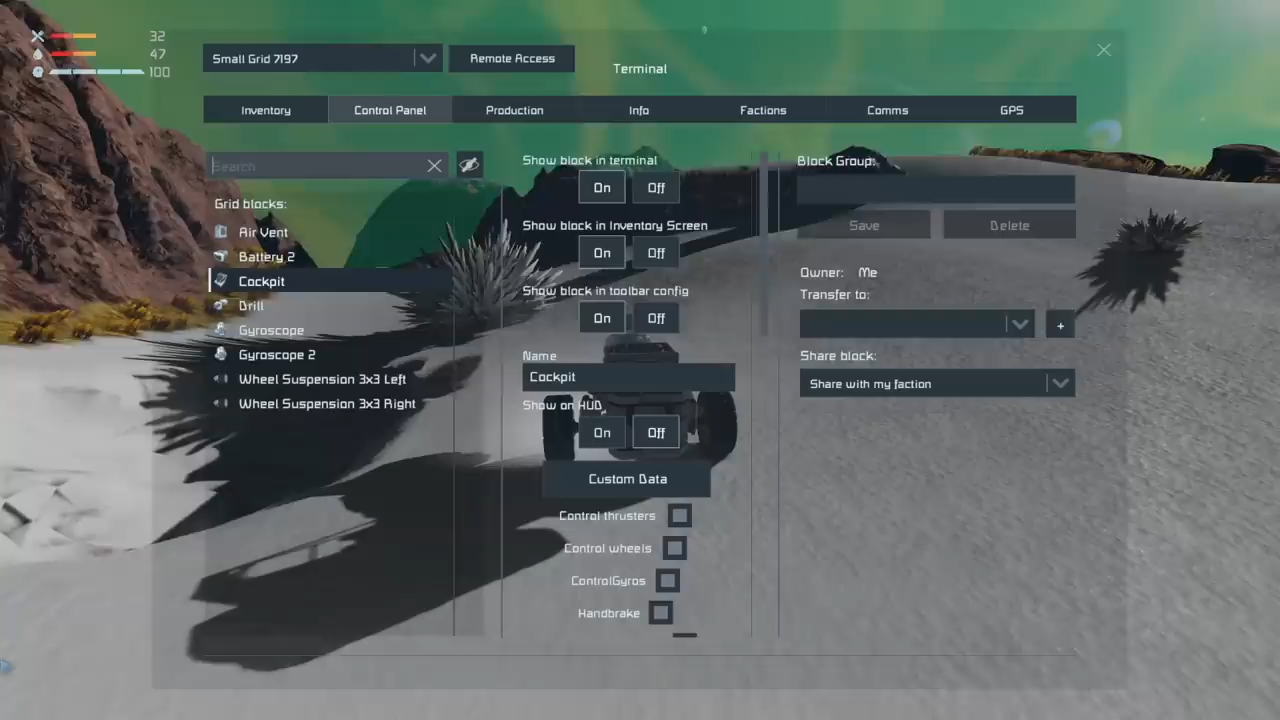 32
47
100
Small Grid 7197
Remote Access
Terminal
Inventory
Control Panel
Production
Info
Factions
Comms
GPS
Search
Grid blocks:
Air Vent
Battery 2
Cockpit
Drill
Gyroscope
Gyroscope 2
Wheel Suspension 3x3 Left
Wheel Suspension 3x3 Right
Show block in terminal
On Off
Show block in Inventory Screen
On Off
Show block in toolbar config
On Off
Name
Cockpit
Show on HUD
On Off
Custom Data
Control thrusters
Control wheels
ControlGyros
Handbrake
Block Group:
Save Delete
Owner: Me
Transfer to:
+
Share block:
Share with my faction